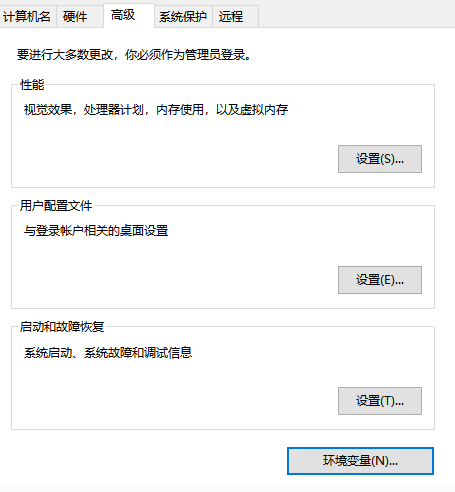 计算机名 硬件 高级 系统保护 远程
要进行大多数更改，你必须作为管理员登录。
性能
视觉效果，处理器计划，内存使用，以及虚拟内存
设置(S)...
用户配置文件
与登录帐户相关的桌面设置
设置(E)...
启动和故障恢复
系统启动、系统故障和调试信息
设置(T)...
环境变量(N)...